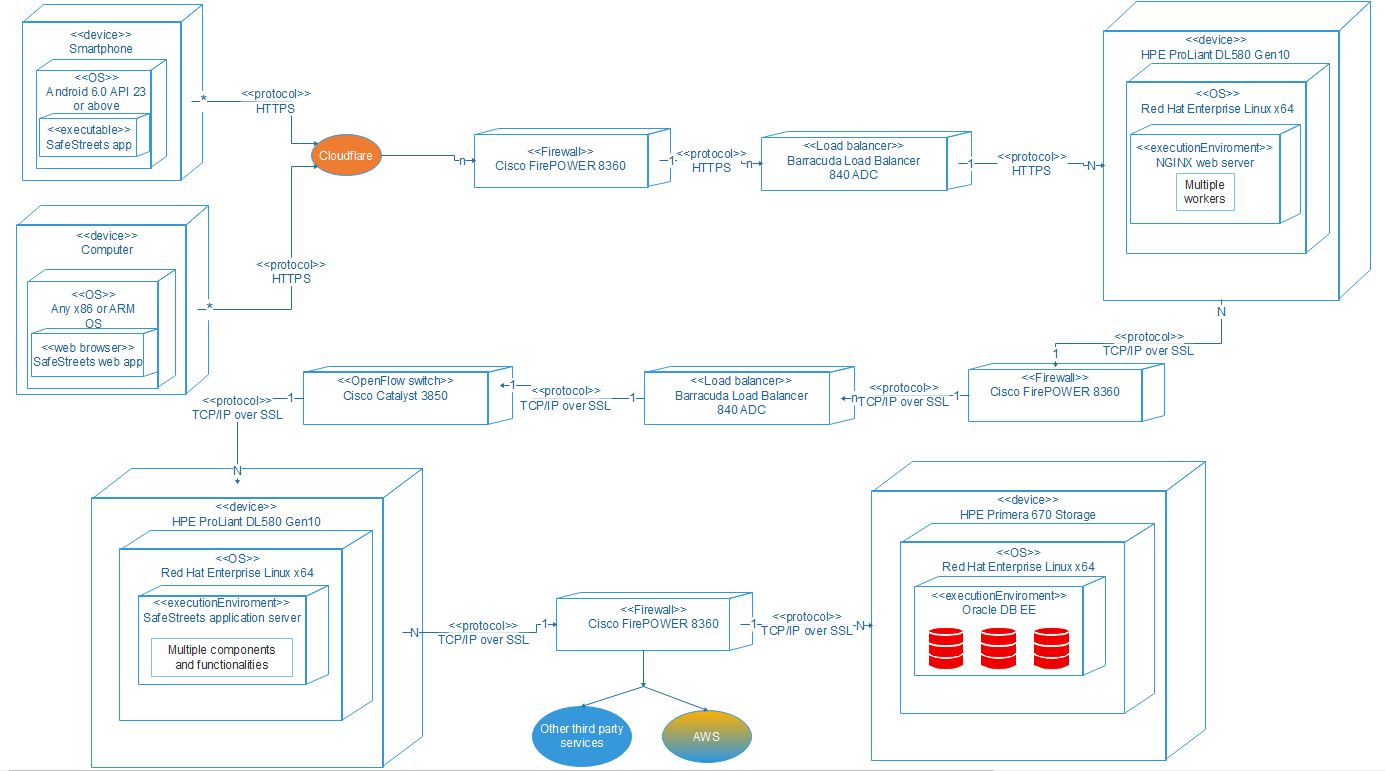 <<device>>
Smartphone
<<OS>>
Android 6.0 API 23
or above
<<executable>>
SafeStreets app
*
<<protocol>>
HTTPS
Cloudflare
n
<<Firewall>>
Cisco FirePOWER 8360
1
<<protocol>>
HTTPS
n
<<Load balancer>>
Barracuda Load Balancer
840 ADC
1
<<protocol>>
HTTPS
N
<<device>>
HPE ProLiant DL580 Gen10
<<OS>>
Red Hat Enterprise Linux x64
<<executionEnviroment>>
NGINX web server
Multiple
workers
<<device>>
Computer
<<OS>>
Any x86 or ARM
OS
<<web browser>>
SafeStreets web app
*
<<protocol>>
HTTPS
N
<<protocol>>
TCP/IP over SSL
1
<<Firewall>>
Cisco FirePOWER 8360
1
<<protocol>>
TCP/IP over SSL
n
<<Load balancer>>
Barracuda Load Balancer
840 ADC
1
<<protocol>>
TCP/IP over SSL
1
<<OpenFlow switch>>
Cisco Catalyst 3850
1
<<protocol>>
TCP/IP over SSL
N
<<device>>
HPE ProLiant DL580 Gen10
<<OS>>
Red Hat Enterprise Linux x64
<<executionEnviroment>>
SafeStreets application server
Multiple components
and functionalities
N
<<protocol>>
TCP/IP over SSL
1
<<Firewall>>
Cisco FirePOWER 8360
1
<<protocol>>
TCP/IP over SSL
N
<<device>>
HPE Primera 670 Storage
<<OS>>
Red Hat Enterprise Linux x64
<<executionEnviroment>>
Oracle DB EE
Other third party
services
AWS